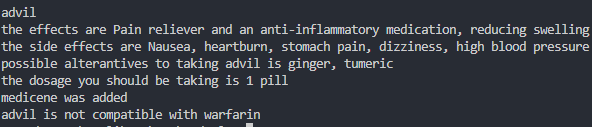 advil
the effects are Pain reliever and an anti-inflammatory medication, reducing swelling
the side effects are Nausea, heartburn, stomach pain, dizziness, high blood pressure
possible alterantives to taking advil is ginger, tumeric
the dosage you should be taking is 1 pill
medicene was added
advil is not compatible with warfarin